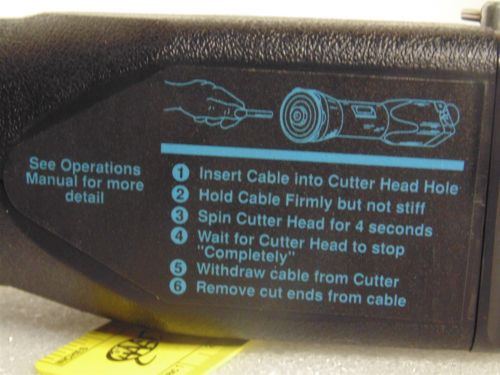 See Operations
Manual for more
detail
1 Insert Cable into Cutter Head Hole
2 Hold Cable Firmly but not stiff
3 Spin Cutter Head for 4 seconds
4 Wait for Cutter Head to stop
"Completely"
5 Withdraw cable from Cutter
6 Remove cut ends from cable